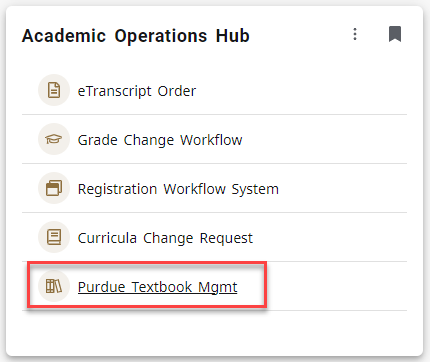 Academic Operations Hub
eTranscript Order
Grade Change Workflow
Registration Workflow System
Curricula Change Request
Purdue Textbook Mgmt